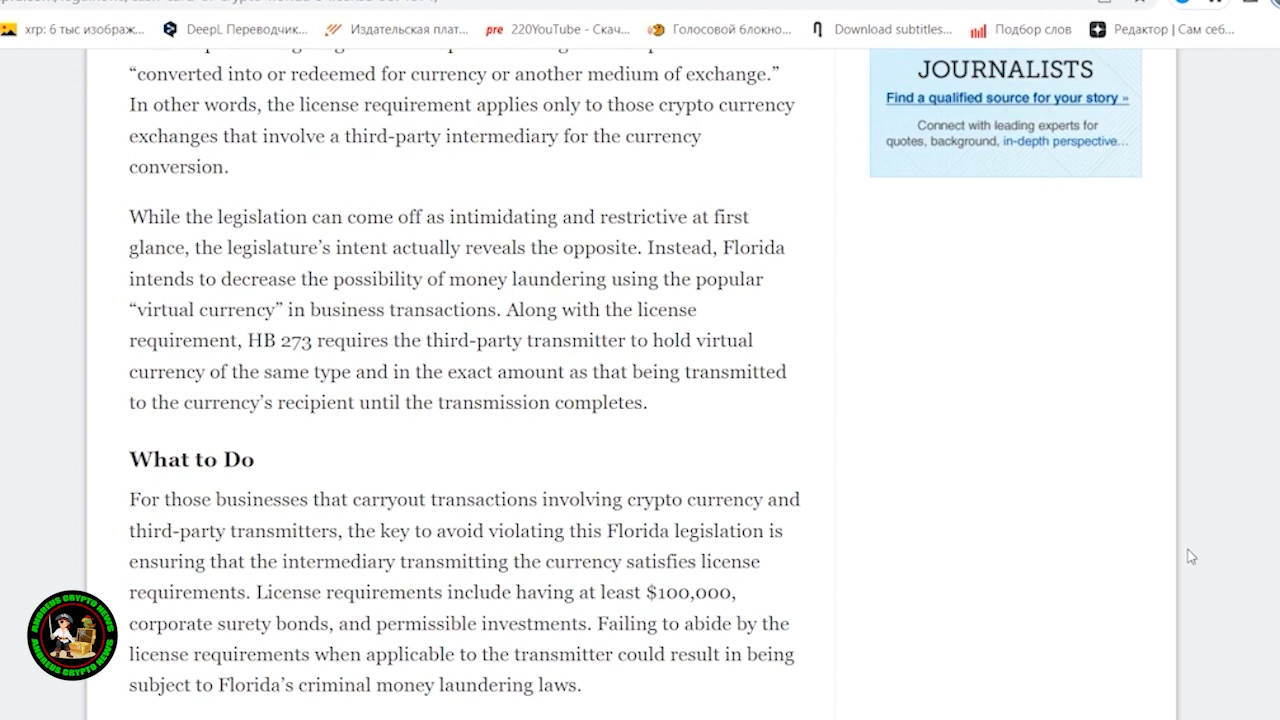 xrp: 6 тыс изображ...
DeepL Переводчик...
Издательская плат...
pre 220YouTube - Скач...
Голосовой блокно...
Download subtitles...
Подбор слов
Редактор | Сам себ...
“converted into or redeemed for currency or another medium of exchange.”
In other words, the license requirement applies only to those crypto currency
exchanges that involve a third-party intermediary for the currency
conversion.
While the legislation can come off as intimidating and restrictive at first
glance, the legislature’s intent actually reveals the opposite. Instead, Florida
intends to decrease the possibility of money laundering using the popular
“virtual currency” in business transactions. Along with the license
requirement, HB 273 requires the third-party transmitter to hold virtual
currency of the same type and in the exact amount as that being transmitted
to the currency’s recipient until the transmission completes.
What to Do
For those businesses that carryout transactions involving crypto currency and
third-party transmitters, the key to avoid violating this Florida legislation is
ensuring that the intermediary transmitting the currency satisfies license
requirements. License requirements include having at least $100,000,
corporate surety bonds, and permissible investments. Failing to abide by the
license requirements when applicable to the transmitter could result in being
subject to Florida’s criminal money laundering laws.
JOURNALISTS
Find a qualified source for your story »
Connect with leading experts for
quotes, background, in-depth perspective...
ANDREUS CRYPTO NEWS
ANDREUS CRYPTO NEWS